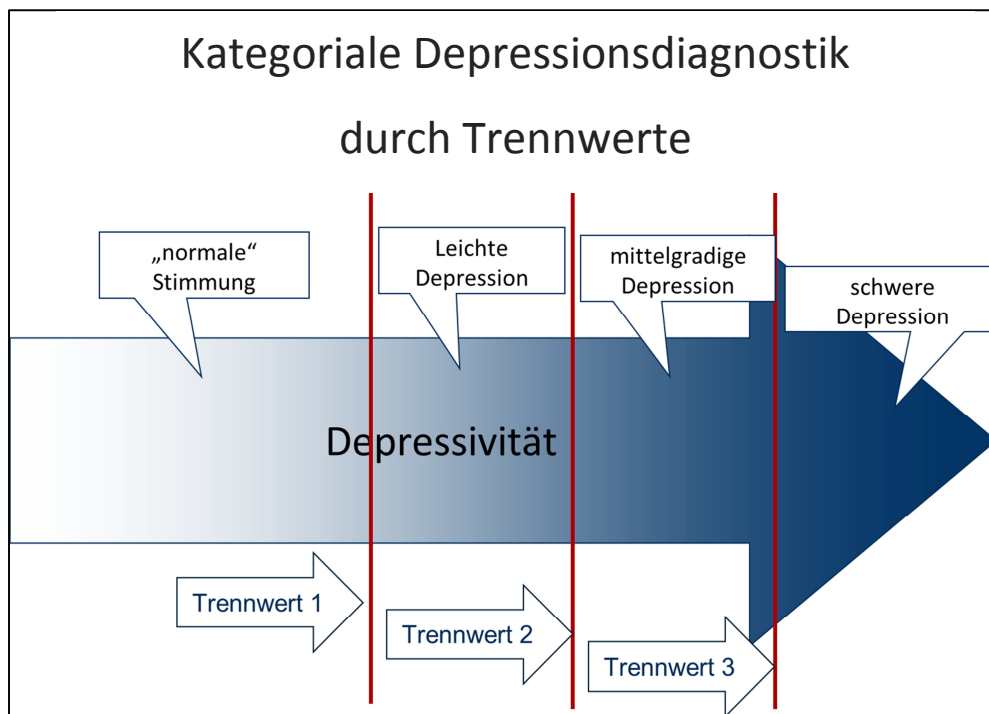 Kategoriale Depressionsdiagnostik
durch Trennwerte
„normale“
Stimmung
Leichte
Depression
mittelgradige
Depression
schwere
Depression
Depressivität
Trennwert 1
Trennwert 2
Trennwert 3